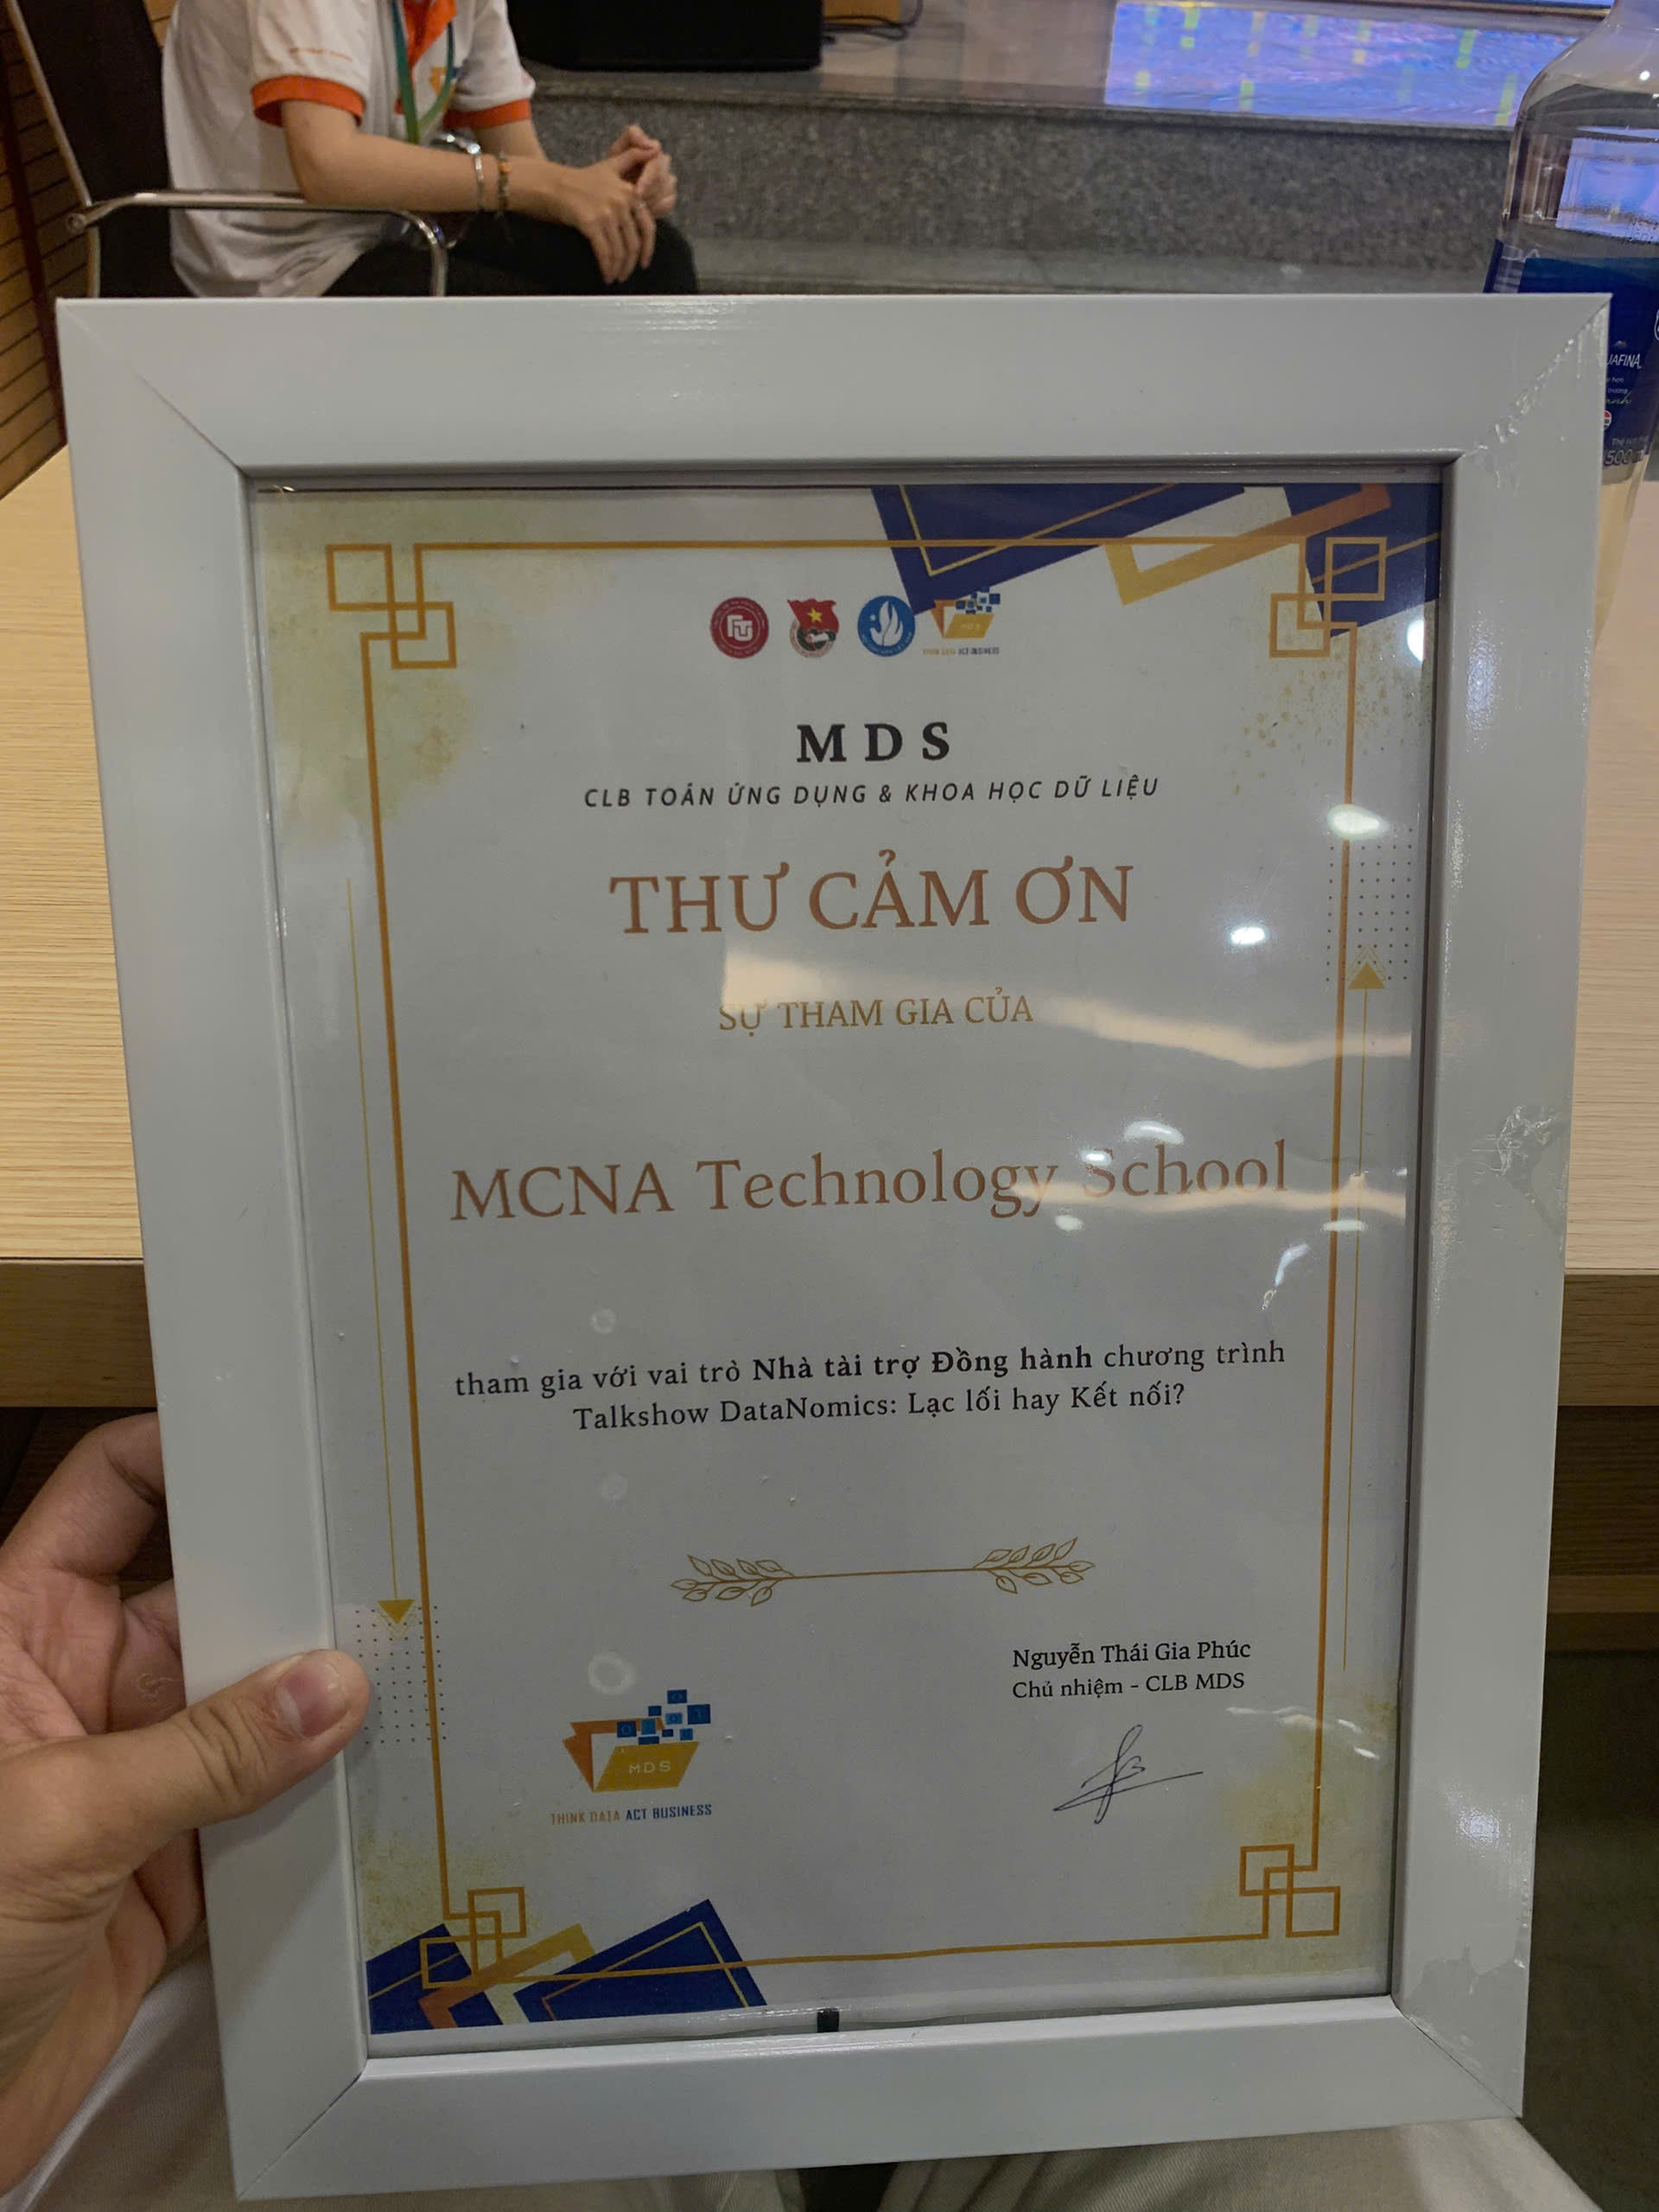 MDS
CLB TOÁN ỨNG DỤNG & KHOA HỌC DỮ LIỆU
THƯ CẢM ƠN
SỰ THAM GIA CỦA
MCNA Technology School
tham gia với vai trò Nhà tài trợ Đồng hành chương trình
Talkshow DataNomics: Lạc lối hay Kết nối?
Nguyễn Thái Gia Phúc
Chủ nhiệm - CLB MDS
MDS
THINK DATA ACT BUSINESS